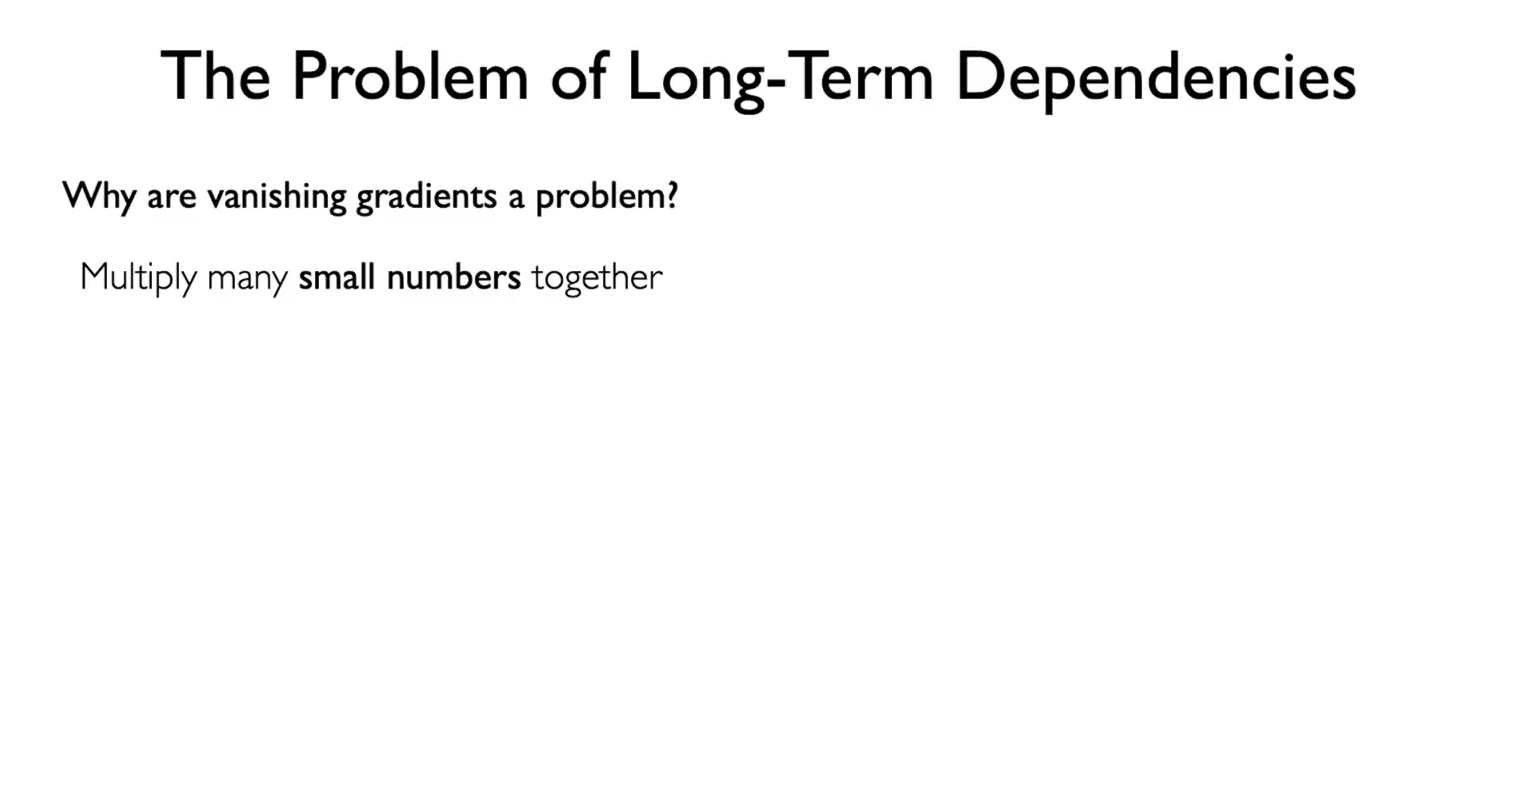 The Problem of Long-Term Dependencies
Why are vanishing gradients a problem?
Multiply many small numbers together